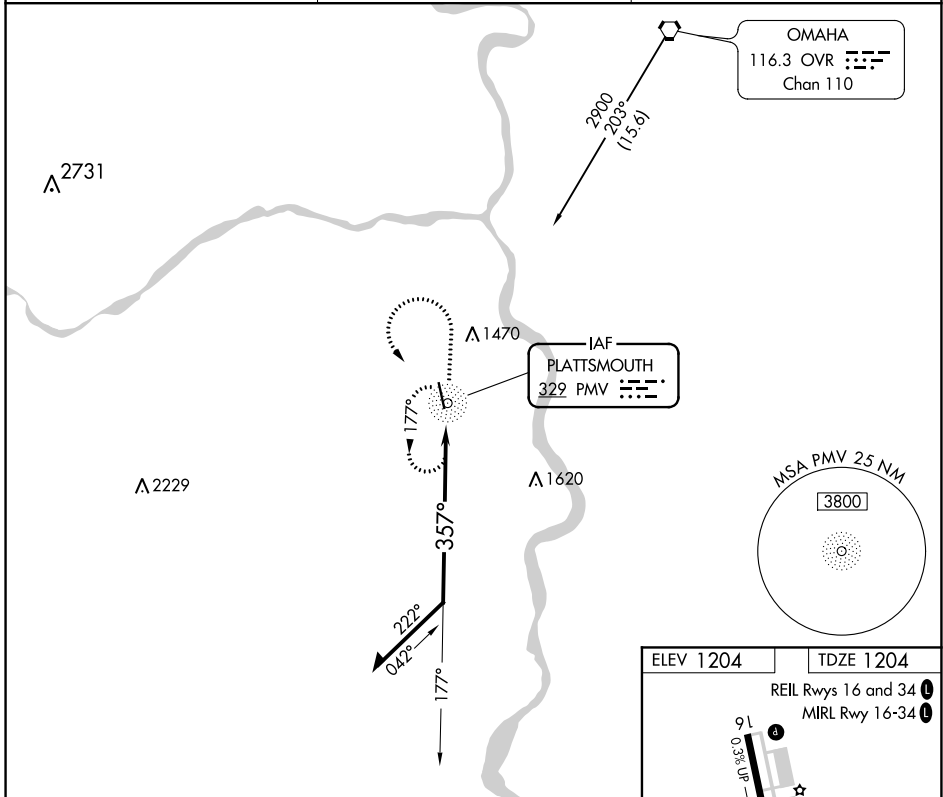 OMAHA
116.3 OVR
Chan 110
2900
203°
(15.6)
2731
1470
IAF
PLATTSMOUTH
329 PMV
177°
2229
1620
MSA PMV 25 NM
3800
357°
222°
042°
177°
ELEV 1204
TDZE 1204
REIL Rwys 16 and 34 L
MIRL Rwy 16-34 L
16
P
0.3% UP